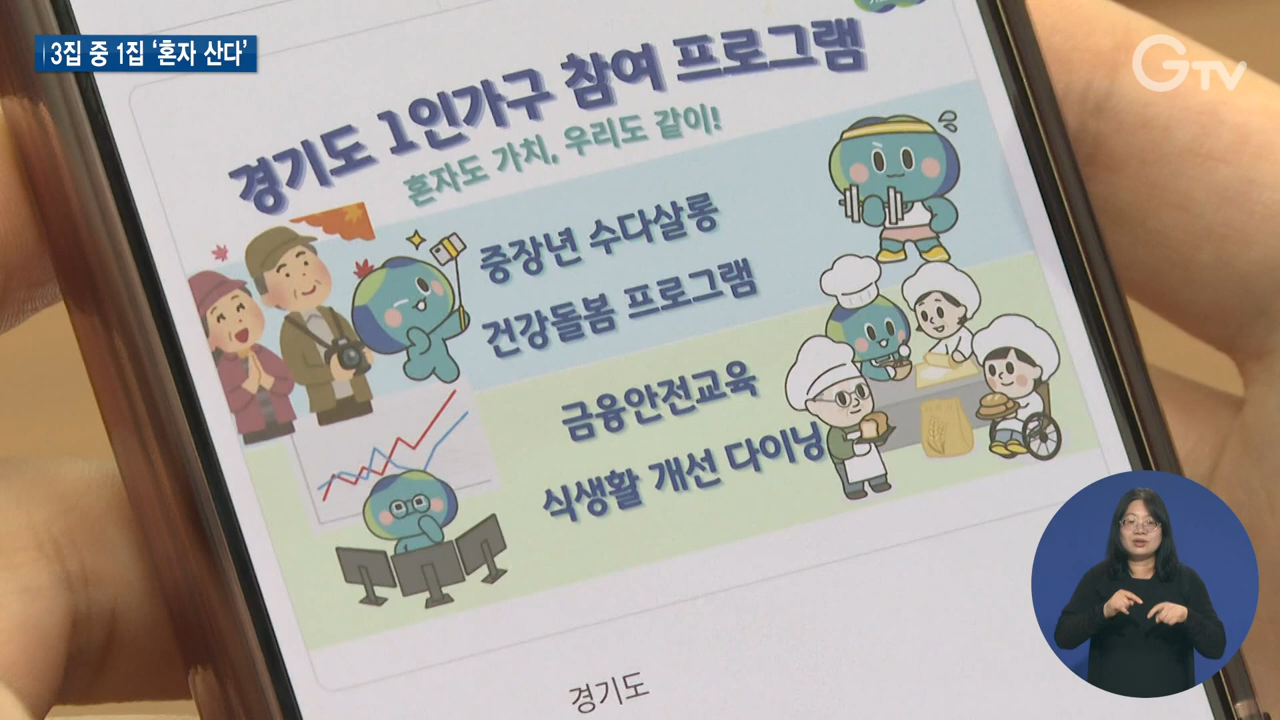 3집 중 1집 ‘혼자 산다’
GTV
경기도 1인가구 참여 프로그램
혼자도 가치, 우리도 같이!
중장년 수다살롱
건강돌봄 프로그램
금융안전교육
식생활 개선 다이닝
경기도